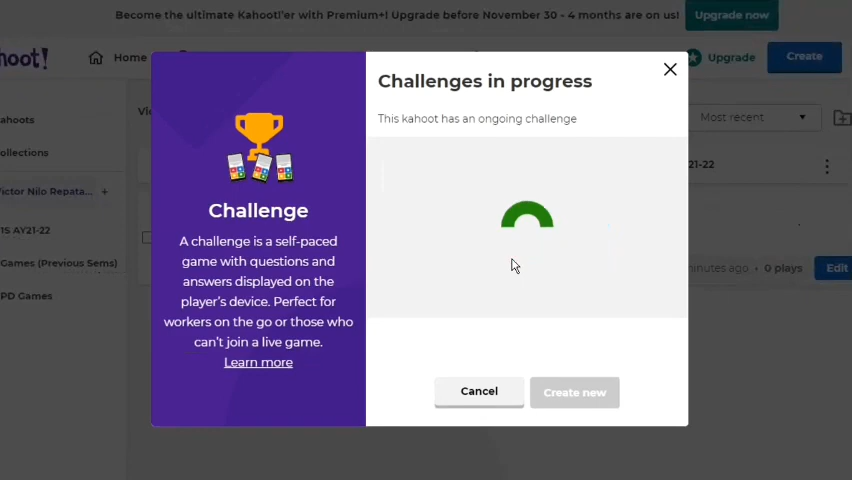 Become the ultimate Kahoot!'er with Premium+! Upgrade before November 30 - 4 months are on us!
Upgrade now
hoot!
Home
Upgrade
Create
Challenges in progress
This kahoot has an ongoing challenge
Challenge
A challenge is a self-paced
game with questions and
answers displayed on the
player's device. Perfect for
workers on the go or those who
can't join a live game.
Learn more
Cancel
Create new
Most recent
21-22
minutes ago • 0 plays
Edit
ahoots
ollections
ictor Nilo Repata... +
1S AY21-22
Games (Previous Sems)
PD Games